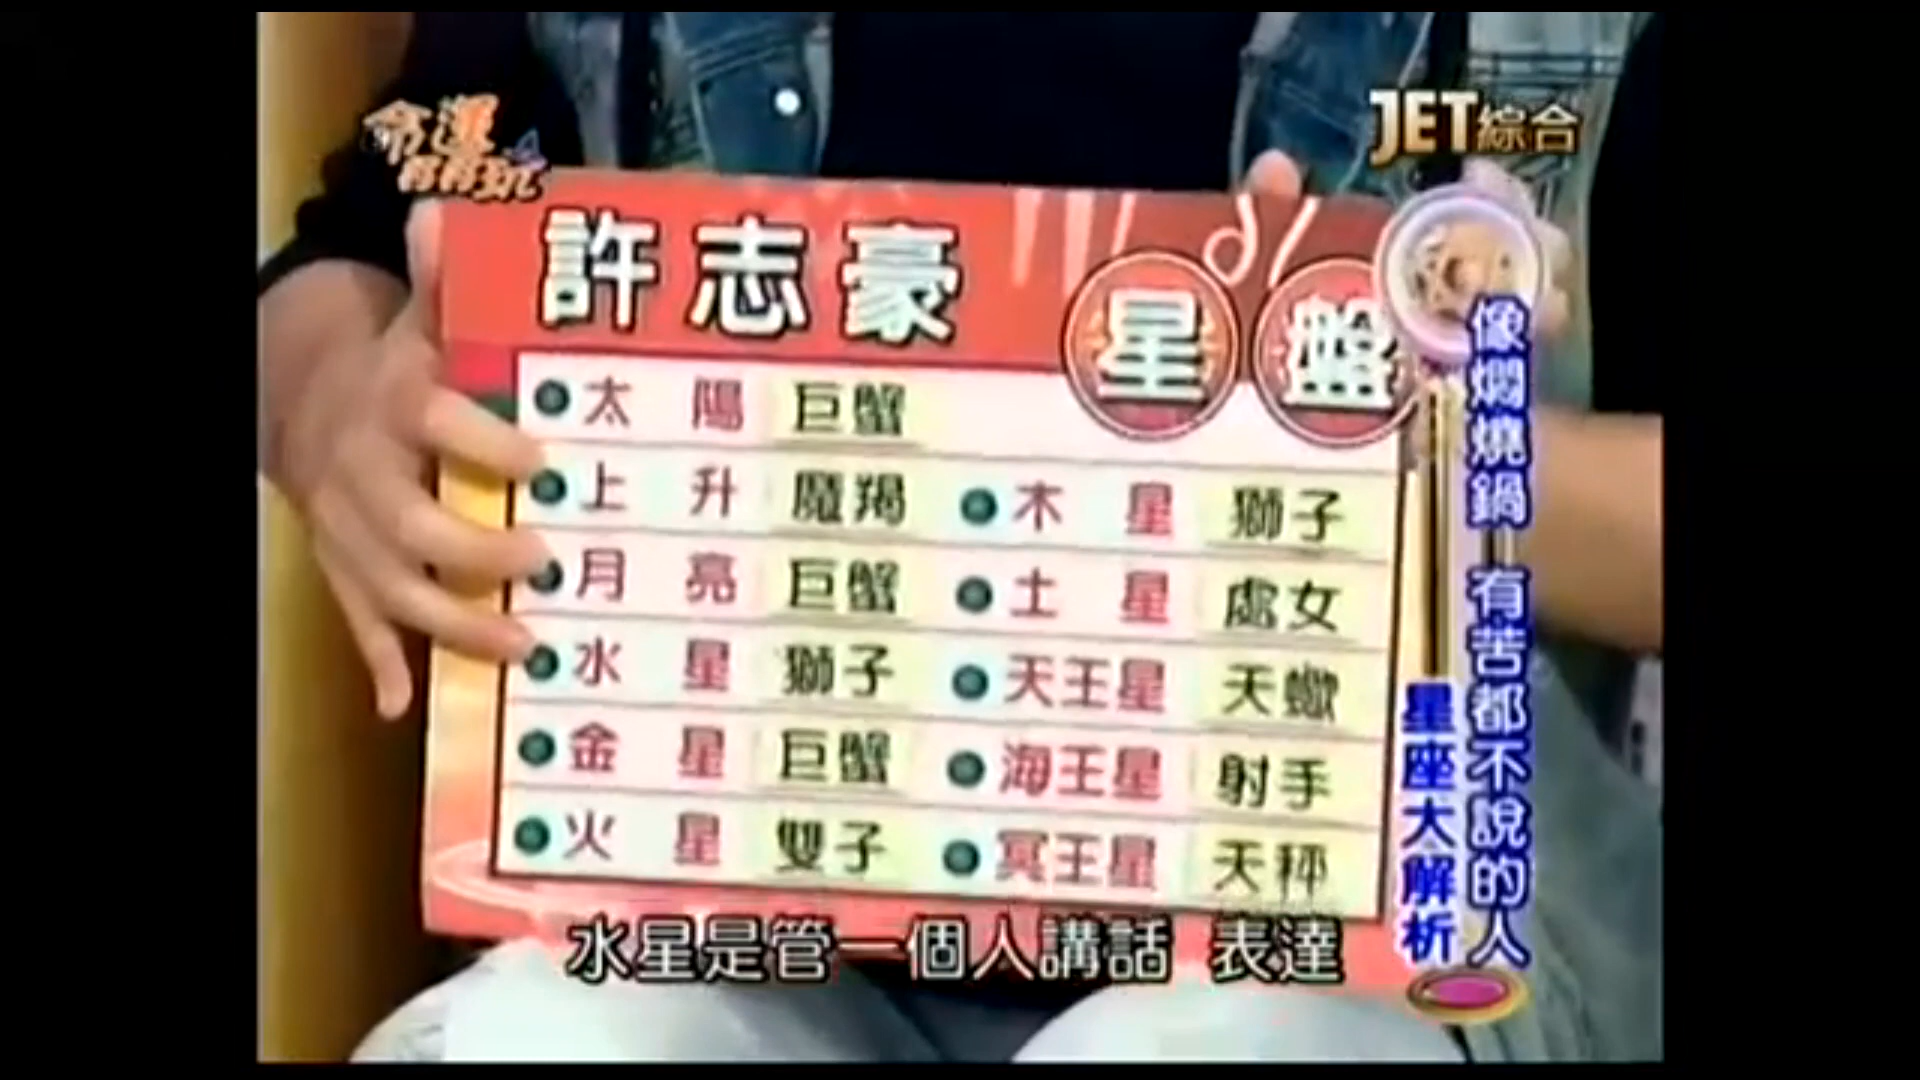 命運好好玩
JET綜合
許志豪
星盤
太陽 巨蟹
上升 魔羯 木星 獅子
月亮 巨蟹 土星 處女
水星 獅子 天王星 天蠍
金星 巨蟹 海王星 射手
火星 雙子 冥王星 天秤
像燜燒鍋 有苦都不說的人
星座大解析
水星是管一個人講話 表達